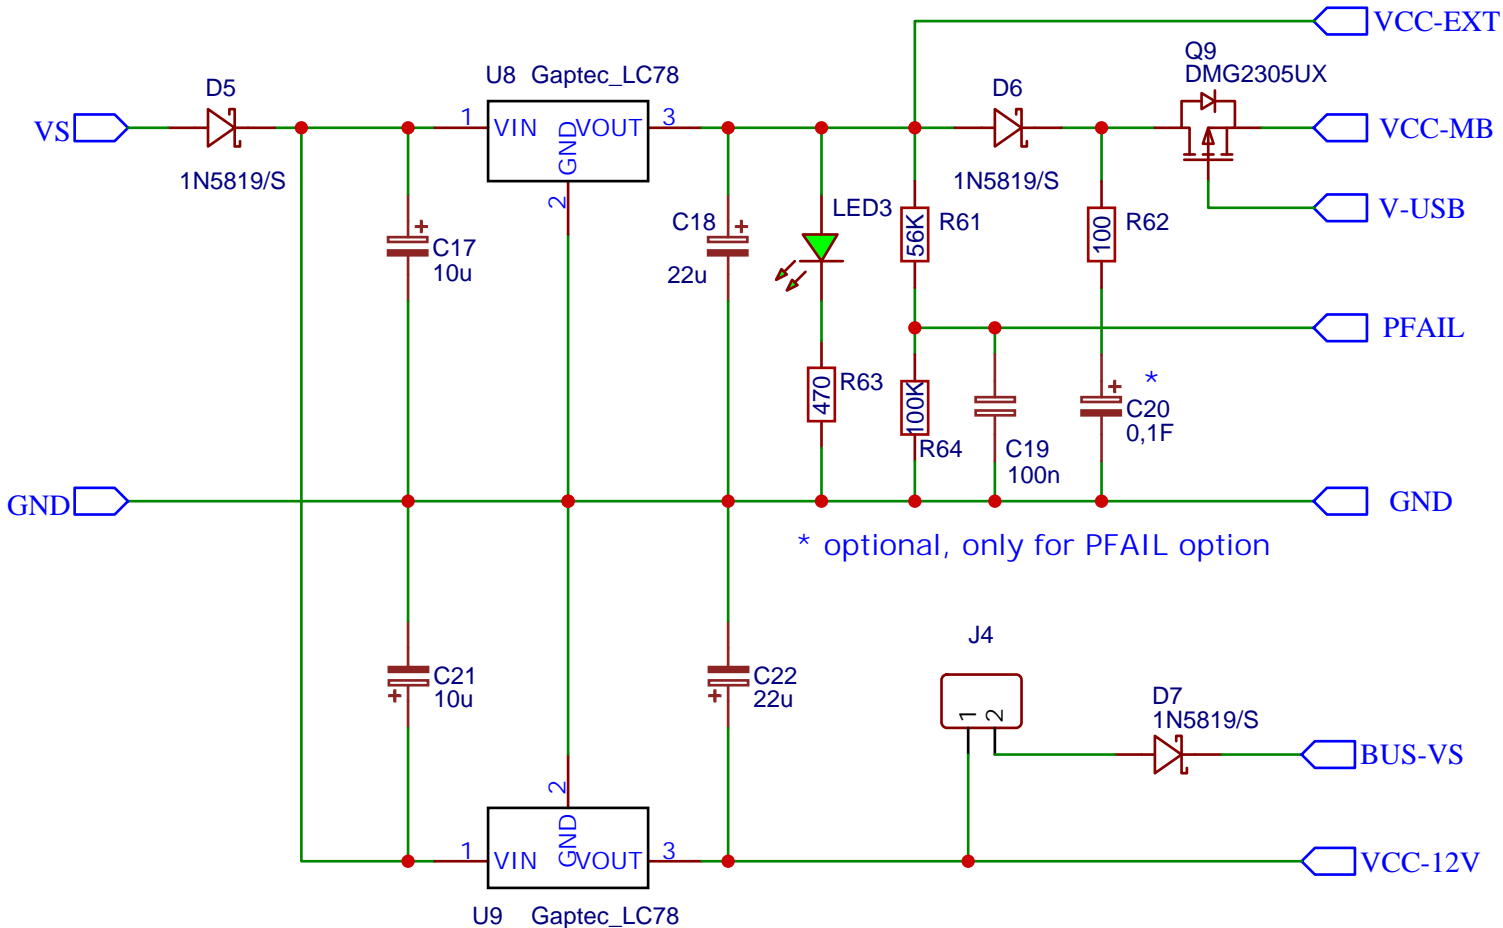 VCC-EXT
Q9
DMG2305UX
U8 Gaptec_LC78
D5
D6
VS
1
VIN
GND
VOUT
3
2
VCC-MB
1N5819/S
1N5819/S
V-USB
C17
10u
C18
22u
+
+
LED3
56K
R61
100
R62
PFAIL
470
R63
100K
R64
C19
100n
+
*
C20
0,1F
GND
GND
* optional, only for PFAIL option
J4
1
2
C21
10u
+
C22
22u
+
D7
1N5819/S
BUS-VS
2
1
VIN
GND
VOUT
3
VCC-12V
U9 Gaptec_LC78